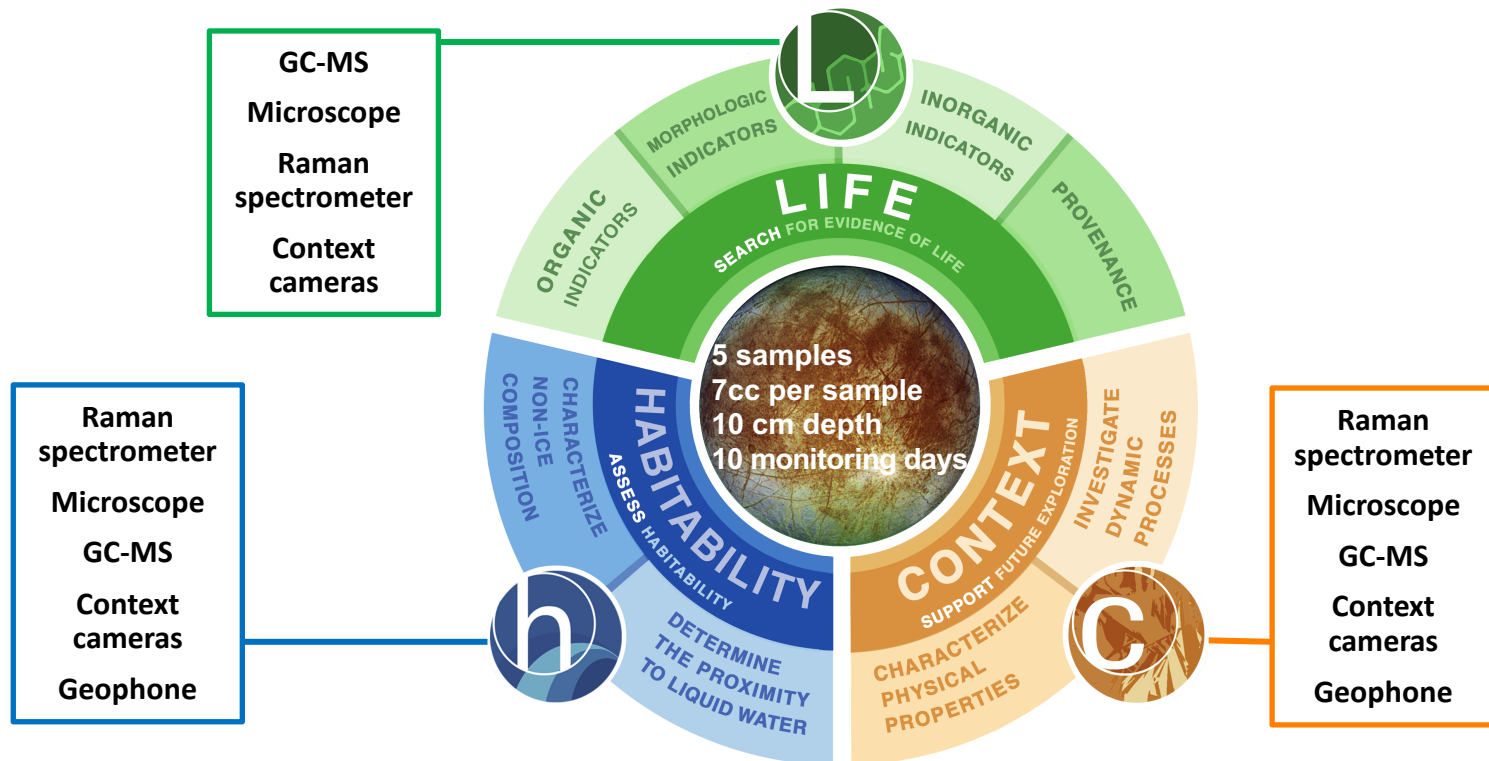 GC-MS
Microscope
Raman
spectrometer
Context
cameras
L
ORGANIC
INDICATORS
MORPHOLOGIC
INDICATORS
INORGANIC
INDICATORS
PROVENANCE
LIFE
SEARCH FOR EVIDENCE OF LIFE
5 samples
7cc per sample
10 cm depth
10 monitoring days
Raman
spectrometer
Microscope
GC-MS
Context
cameras
Geophone
h
CHARACTERIZE
NON-ICE
COMPOSITION
HABITABILITY
ASSESS HABITABILITY
DETERMINE
THE PROXIMITY
TO LIQUID WATER
CONTEXT
SUPPORT FUTURE EXPLORATION
INVESTIGATE
DYNAMIC
PROCESSES
CHARACTERIZE
PHYSICAL
PROPERTIES
C
Raman
spectrometer
Microscope
GC-MS
Context
cameras
Geophone